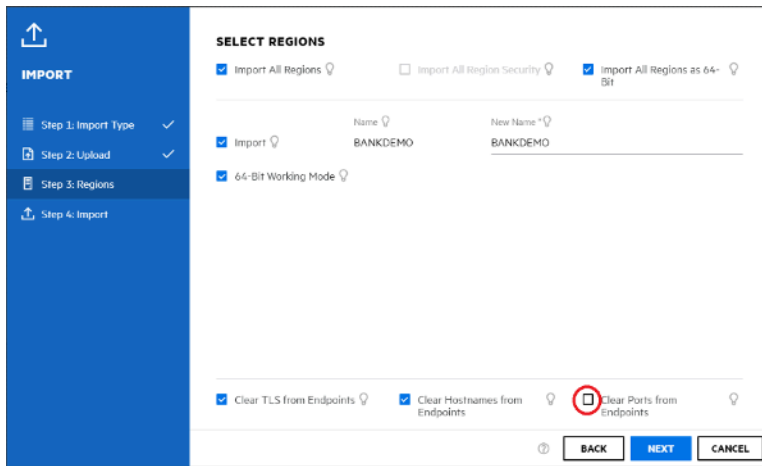 IMPORT
Step 1: Import Type
Step 2: Upload
Step 3: Regions
Step 4: Import
SELECT REGIONS
Import All Regions
Import All Region Security
Import All Regions as 64-
Bit
Name
New Name *
Import
BANKDEMO
BANKDEMO
64-Bit Working Mode
Clear TLS from Endpoints
Clear Hostnames from
Endpoints
Clear Ports from
Endpoints
BACK
NEXT
CANCEL